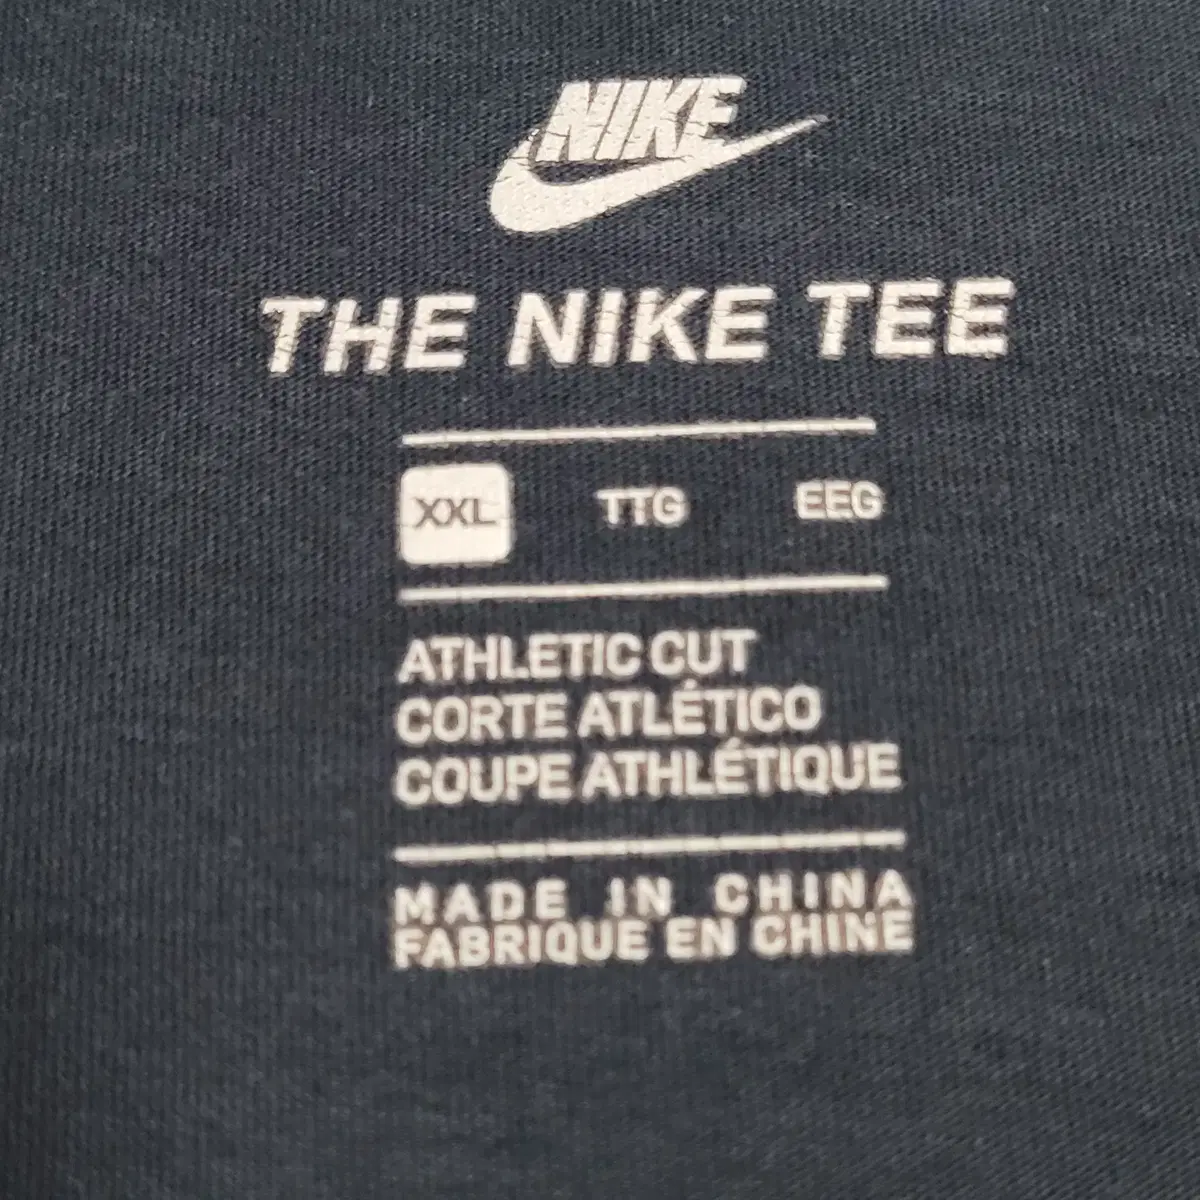 NIKE
THE NIKE TEE
XXL TTG EEG
ATHLETIC CUT
CORTE ATLÉTICO
COUPE ATHLÉTIQUE
MADE IN CHINA
FABRIQUE EN CHINE